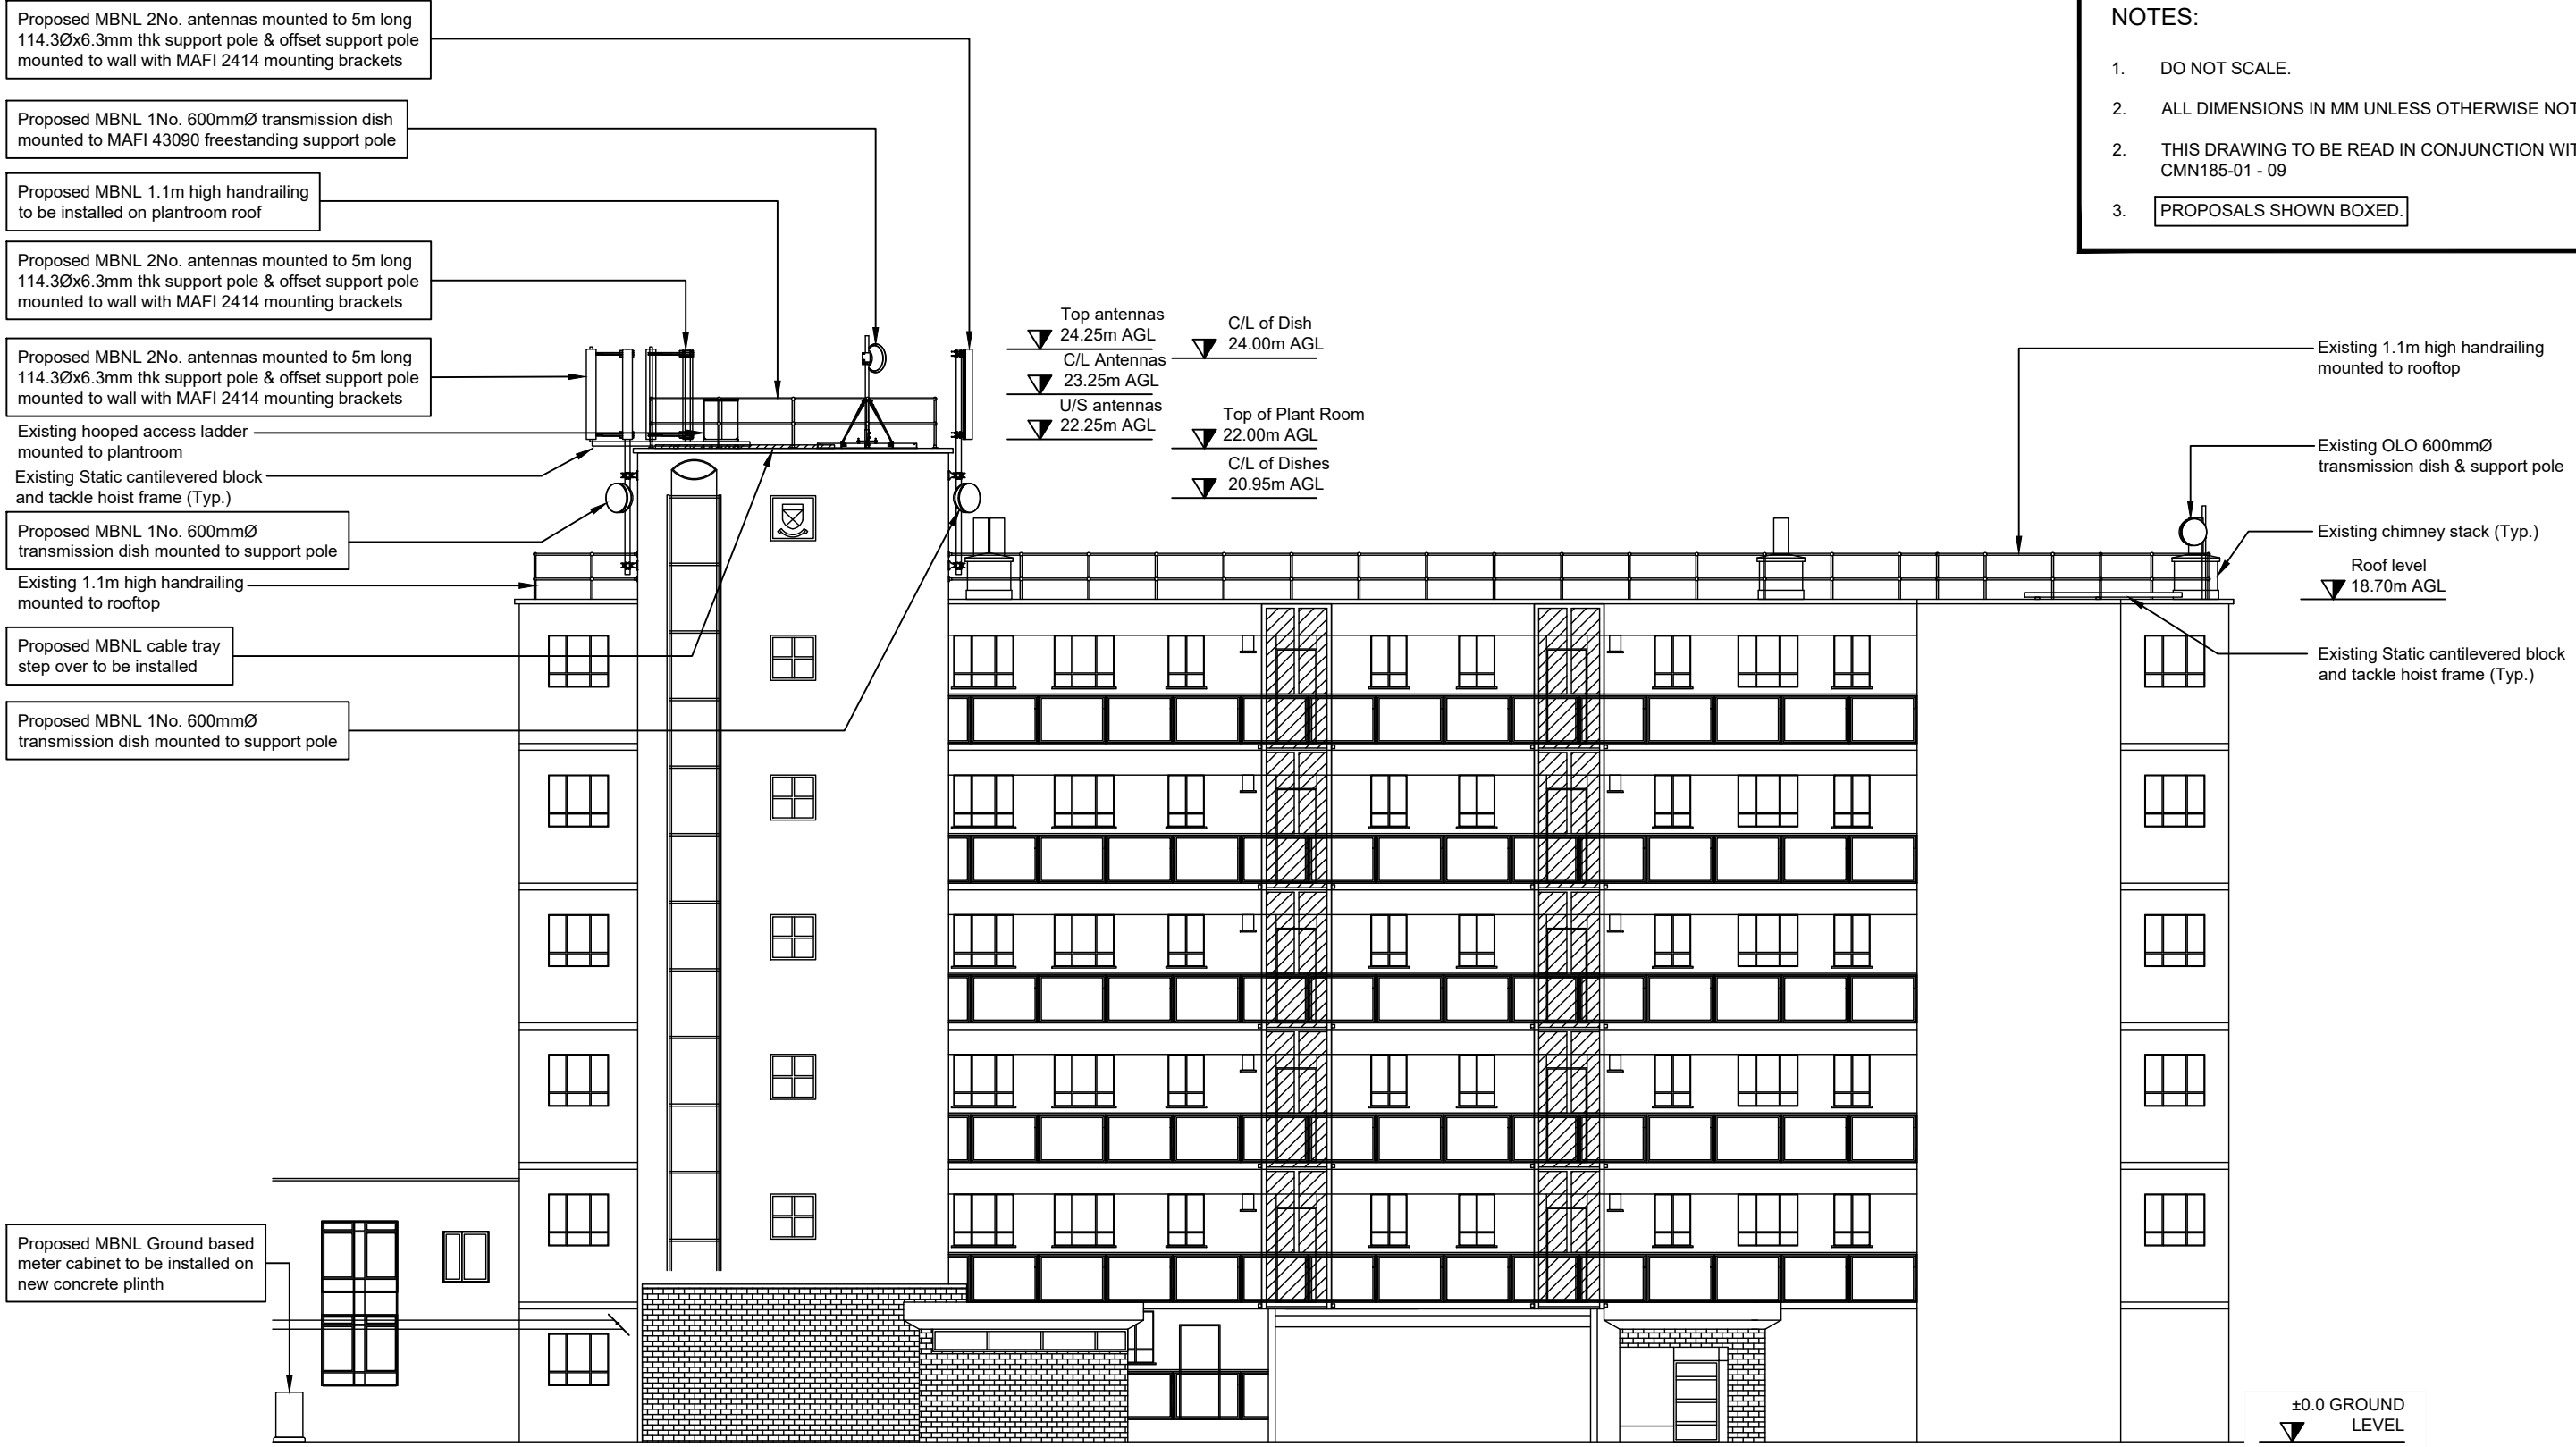 Proposed MBNL 2No. antennas mounted to 5m long
114.3Øx6.3mm thk support pole & offset support pole
mounted to wall with MAFI 2414 mounting brackets
Proposed MBNL 1No. 600mmØ transmission dish
mounted to MAFI 43090 freestanding support pole
Proposed MBNL 1.1m high handrailing
to be installed on plantroom roof
Proposed MBNL 2No. antennas mounted to 5m long
114.3Øx6.3mm thk support pole & offset support pole
mounted to wall with MAFI 2414 mounting brackets
Proposed MBNL 2No. antennas mounted to 5m long
114.3Øx6.3mm thk support pole & offset support pole
mounted to wall with MAFI 2414 mounting brackets
Existing hooped access ladder
mounted to plantroom
Existing Static cantilevered block
and tackle hoist frame (Typ.)
Proposed MBNL 1No. 600mmØ
transmission dish mounted to support pole
Existing 1.1m high handrailing
mounted to rooftop
Proposed MBNL cable tray
step over to be installed
Proposed MBNL 1No. 600mmØ
transmission dish mounted to support pole
Proposed MBNL Ground based
meter cabinet to be installed on
new concrete plinth
Top antennas
24.25m AGL
C/L Antennas
23.25m AGL
U/S antennas
22.25m AGL
C/L of Dish
24.00m AGL
Top of Plant Room
22.00m AGL
C/L of Dishes
20.95m AGL
NOTES:
1. DO NOT SCALE.
2. ALL DIMENSIONS IN MM UNLESS OTHERWISE NOT
2. THIS DRAWING TO BE READ IN CONJUNCTION WIT
CMN185-01 - 09
3. PROPOSALS SHOWN BOXED.
Existing 1.1m high handrailing
mounted to rooftop
Existing OLO 600mmØ
transmission dish & support pole
Existing chimney stack (Typ.)
Roof level
18.70m AGL
Existing Static cantilevered block
and tackle hoist frame (Typ.)
±0.0 GROUND
LEVEL